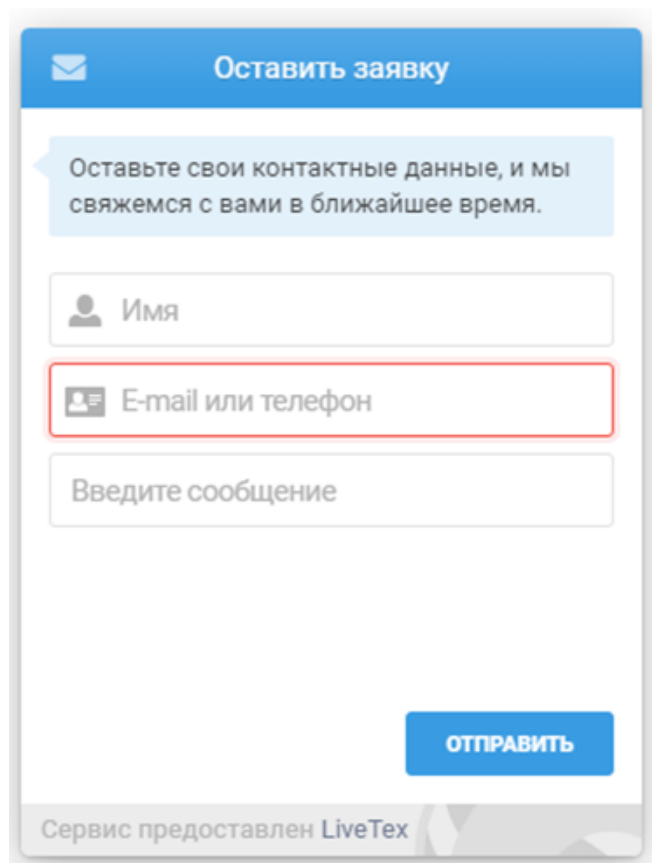 Оставить заявку
Оставьте свои контактные данные, и мы
свяжемся с вами в ближайшее время.
Имя
E-mail или телефон
Введите сообщение
ОТПРАВИТЬ
Сервис предоставлен LiveTex